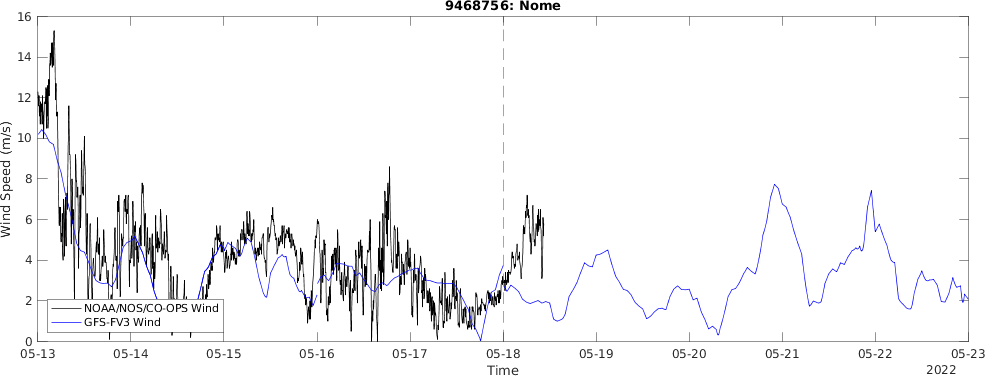 9468756: Nome
16
14
12
10
8
6
4
2
0
Wind Speed (m/s)
NOAA/NOS/CO-OPS Wind
GFS-FV3 Wind
05-13 05-14 05-15 05-16 05-17 05-18 05-19 05-20 05-21 05-22 05-23
Time
2022